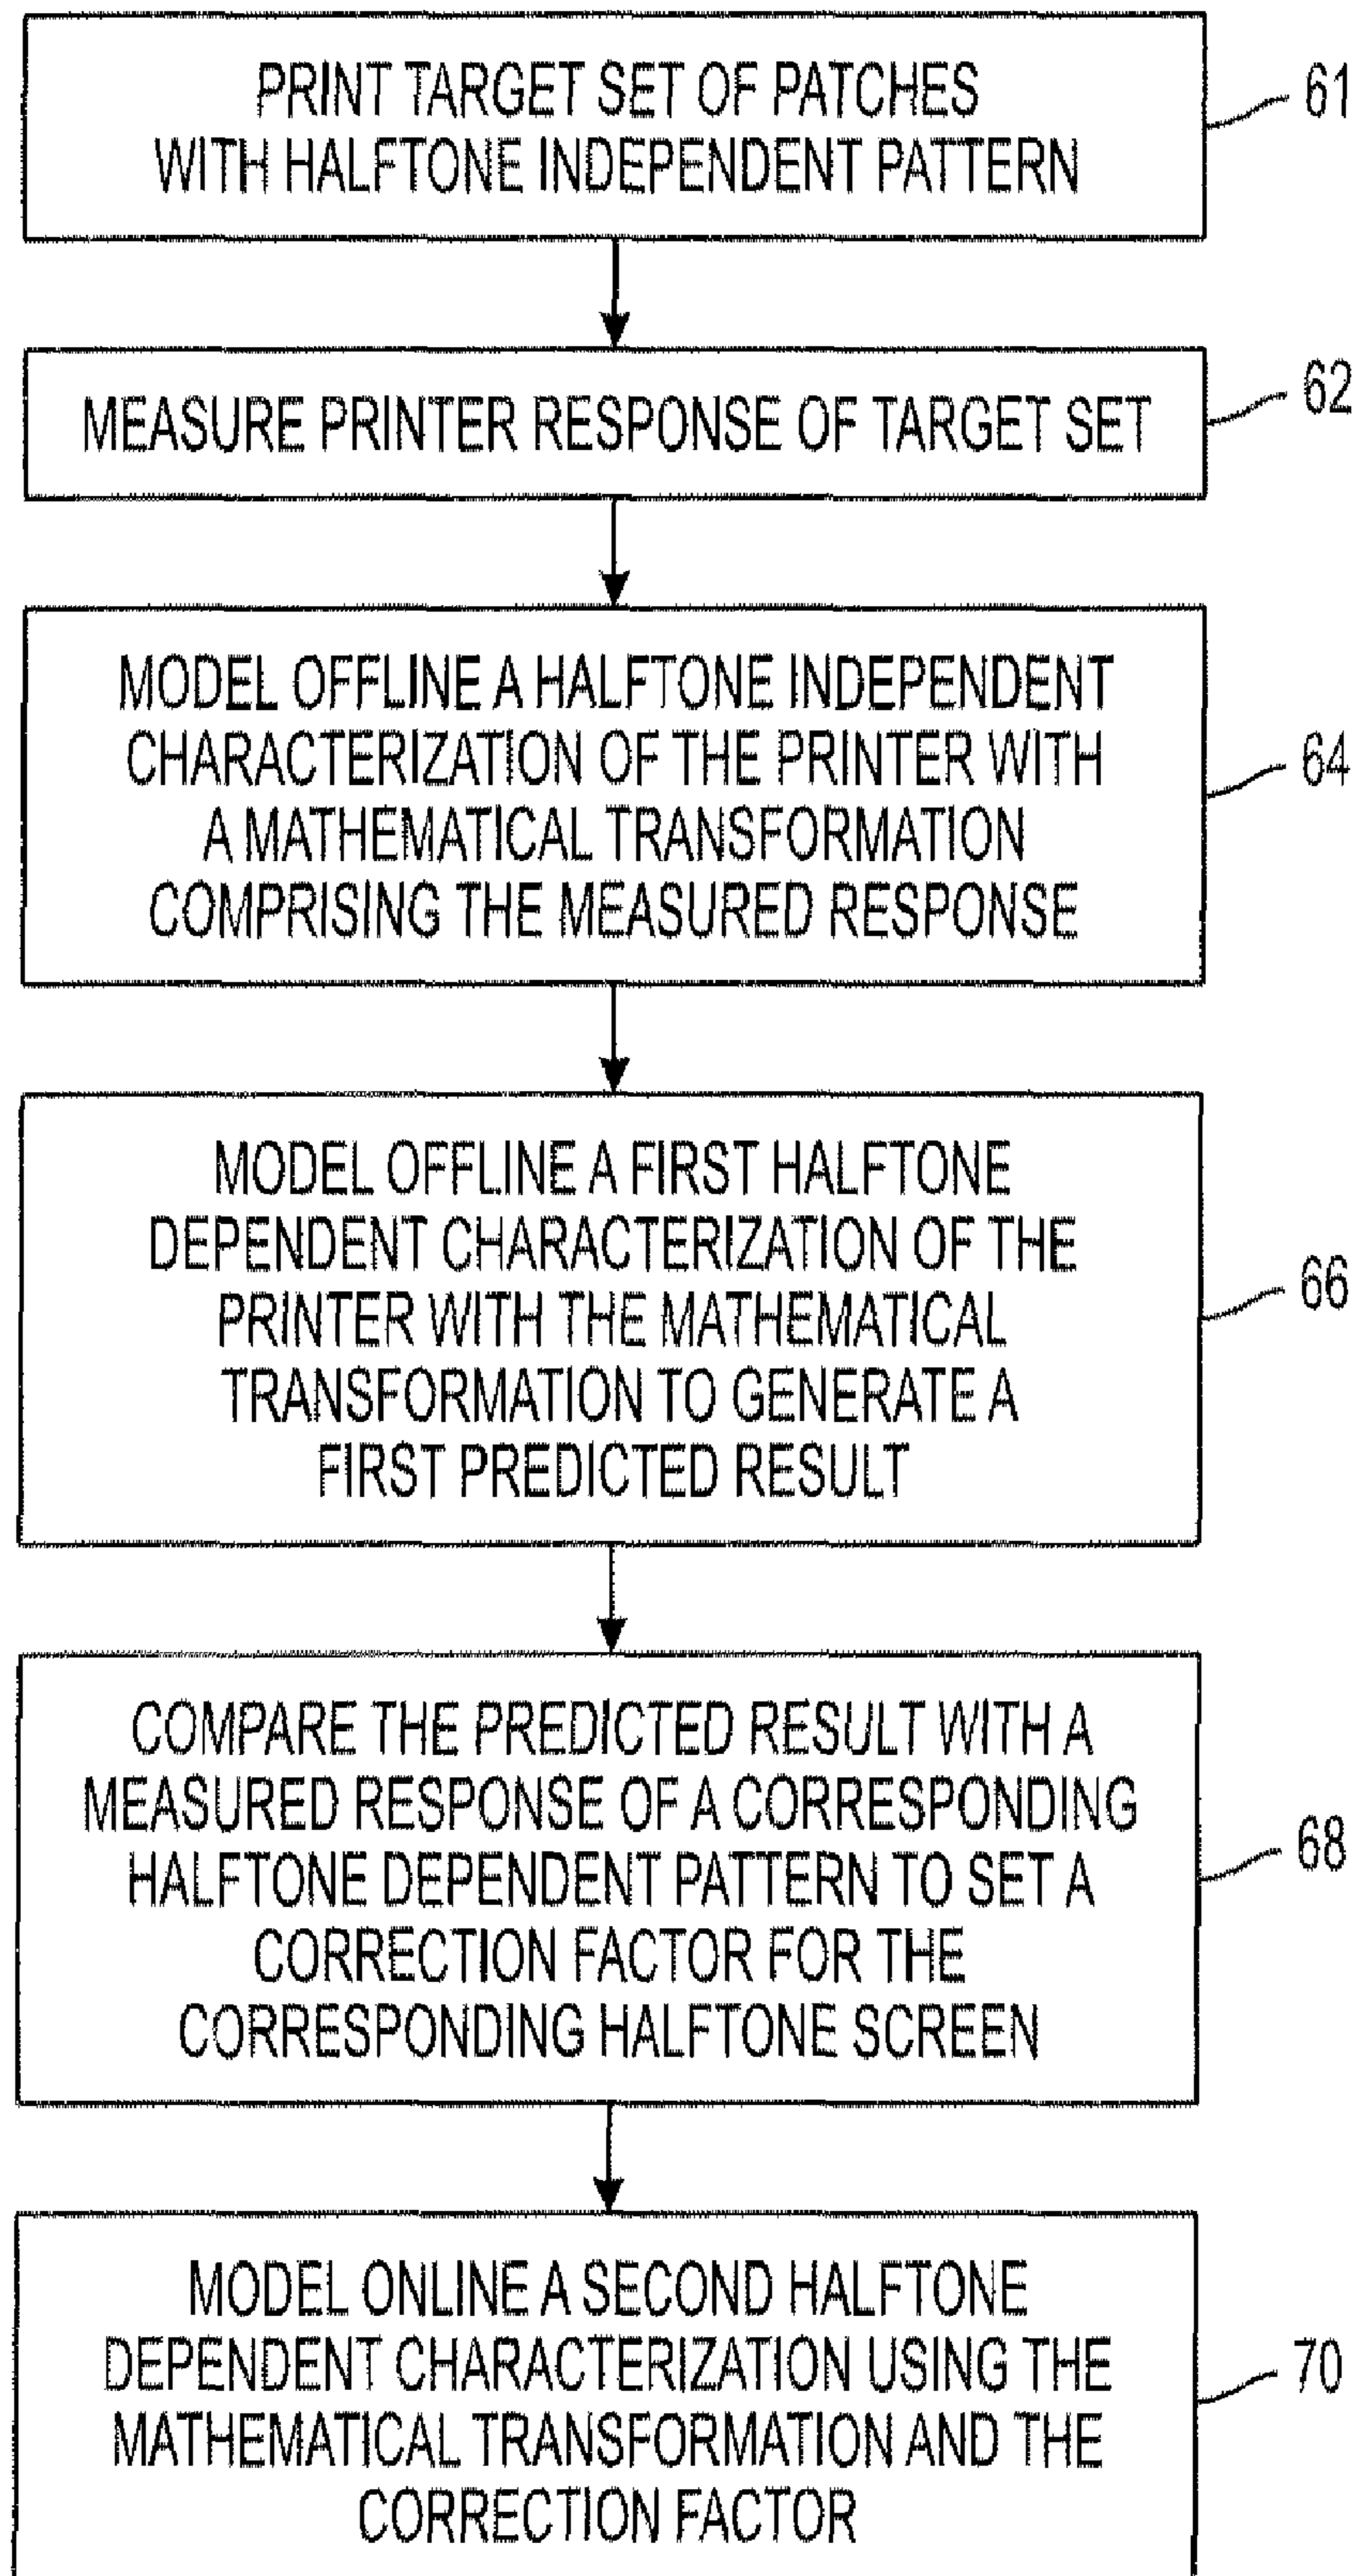 PRINT TARGET SET OF PATCHES
WITH HALFTONE INDEPENDENT PATTERN
61
MEASURE PRINTER RESPONSE OF TARGET SET
62
MODEL OFFLINE A HALFTONE INDEPENDENT
CHARACTERIZATION OF THE PRINTER WITH
A MATHEMATICAL TRANSFORMATION
COMPRISING THE MEASURED RESPONSE
64
MODEL OFFLINE A FIRST HALFTONE
DEPENDENT CHARACTERIZATION OF THE
PRINTER WITH THE MATHEMATICAL
TRANSFORMATION TO GENERATE A
FIRST PREDICTED RESULT
66
COMPARE THE PREDICTED RESULT WITH A
MEASURED RESPONSE OF A CORRESPONDING
HALFTONE DEPENDENT PATTERN TO SET A
CORRECTION FACTOR FOR THE
CORRESPONDING HALFTONE SCREEN
68
MODEL ONLINE A SECOND HALFTONE
DEPENDENT CHARACTERIZATION USING THE
MATHEMATICAL TRANSFORMATION AND THE
CORRECTION FACTOR
70